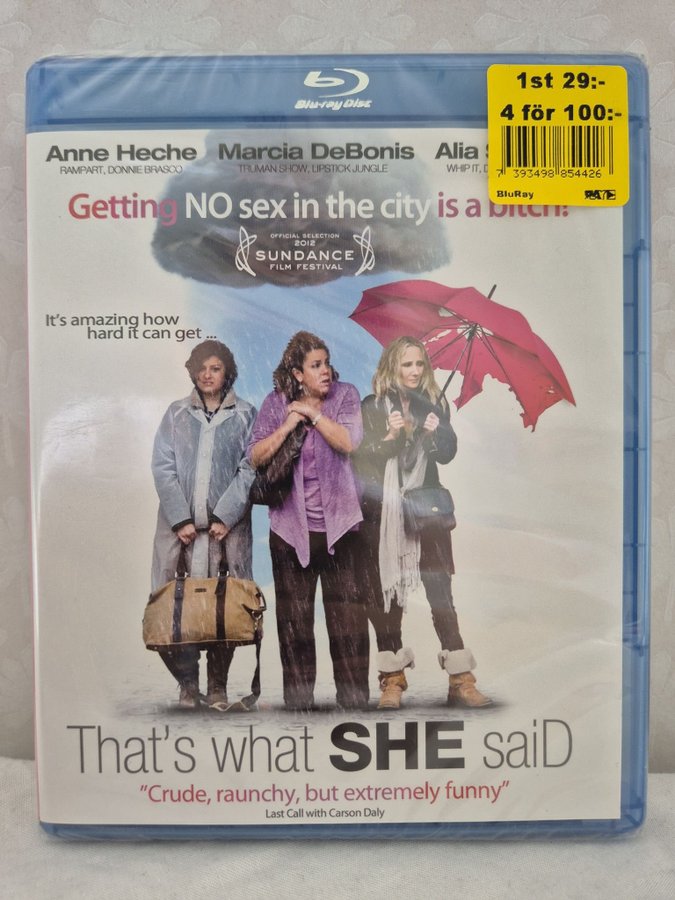 Blu-ray Disc
1st 29:-
4 för 100:-
7 393498 854426
BluRay
Anne Heche Marcia DeBonis Alia
RAMPART, DONNIE BRASCO TRUMAN SHOW, LIPSTICK JUNGLE WHIP IT,
Getting NO sex in the city is a bitch!
OFFICIAL SELECTION
2012
SUNDANCE
FILM FESTIVAL
It's amazing how
hard it can get ...
That's what SHE saiD
"Crude, raunchy, but extremely funny"
Last Call with Carson Daly